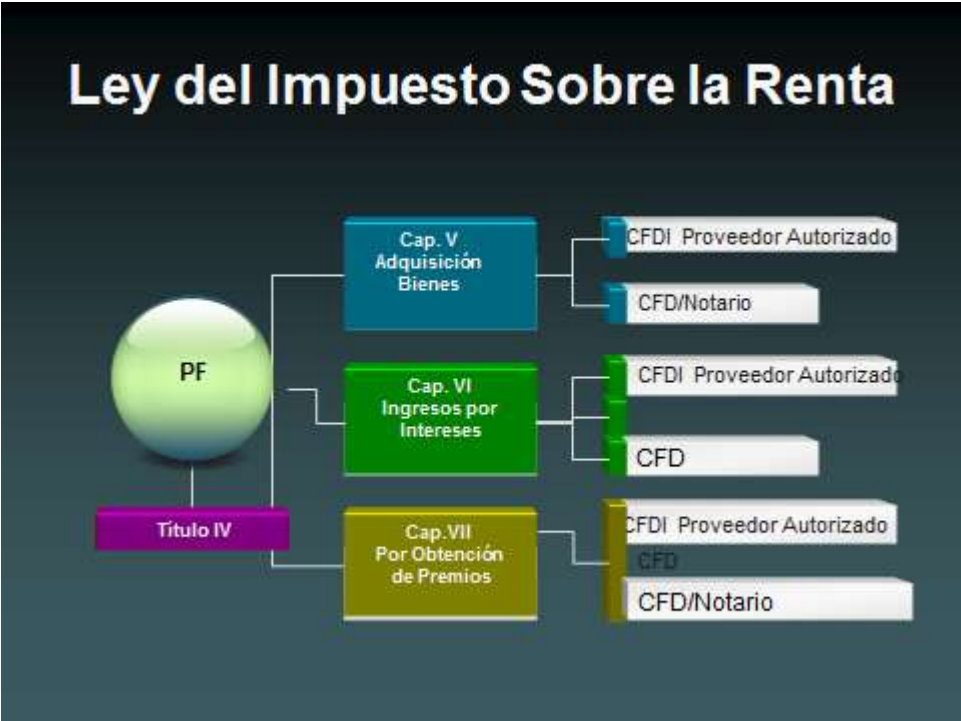 Ley del Impuesto Sobre la Renta
PF
Titulo IV
Cap. V
Adquisición
Bienes
CFDI Proveedor Autorizado
CFD/Notario
Cap. VI
Ingresos por
Intereses
CFDI Proveedor Autorizado
CFD
Cap.VII
Por Obtención
de Premios
CFDI Proveedor Autorizado
CFD
CFD/Notario